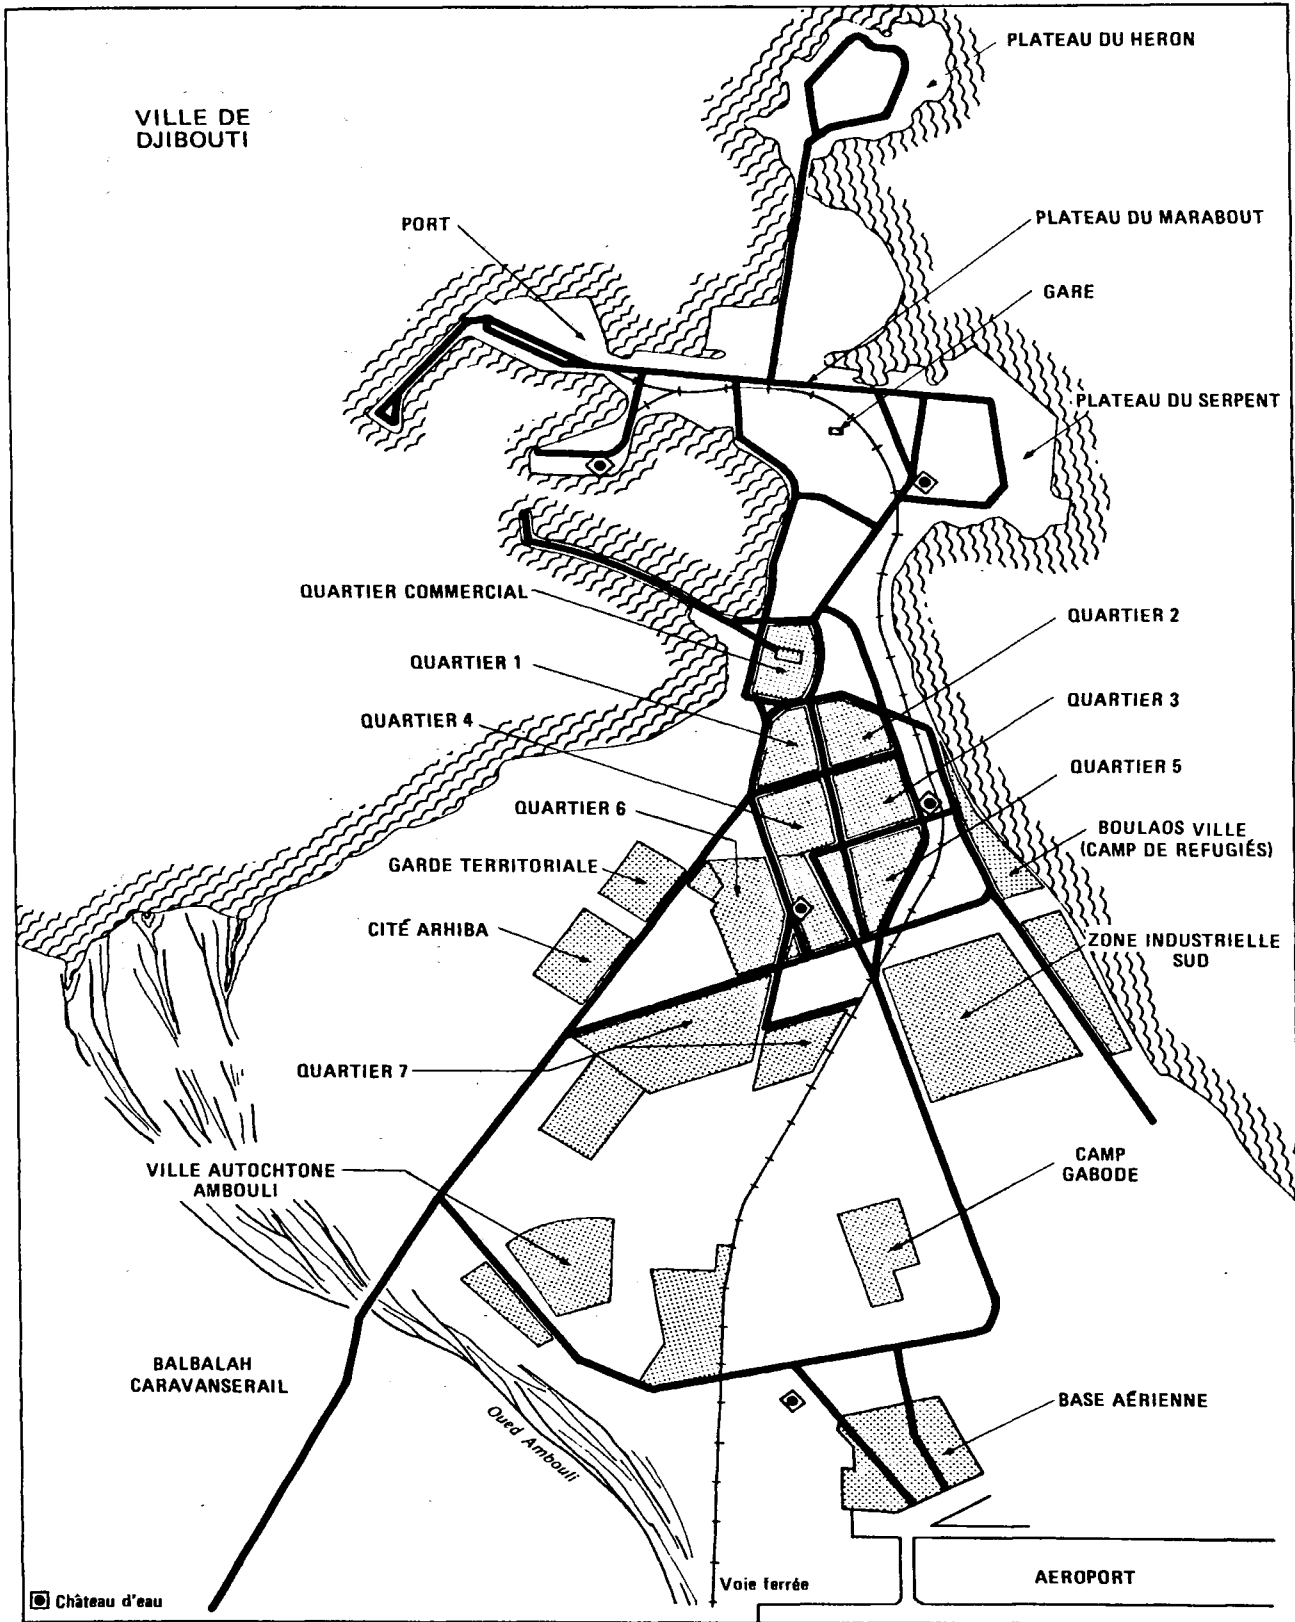 PLATEAU DU HERON
VILLE DE
DJIBOUTI
PORT
PLATEAU DU MARABOUT
GARE
PLATEAU DU SERPENT
QUARTIER COMMERCIAL
QUARTIER 2
QUARTIER 1
QUARTIER 3
QUARTIER 4
QUARTIER 5
QUARTIER 6
BOULAOS VILLE
(CAMP DE REFUGIÉS)
GARDE TERRITORIALE
CITÉ ARHIBA
ZONE INDUSTRIELLE
SUD
QUARTIER 7
CAMP
GABODE
VILLE AUTOCHTONE
AMBOULI
BALBALAH
CARAVANSERAIL
BASE AÉRIENNE
Oued Ambouli
AEROPORT
Voie ferrée
Château d'eau